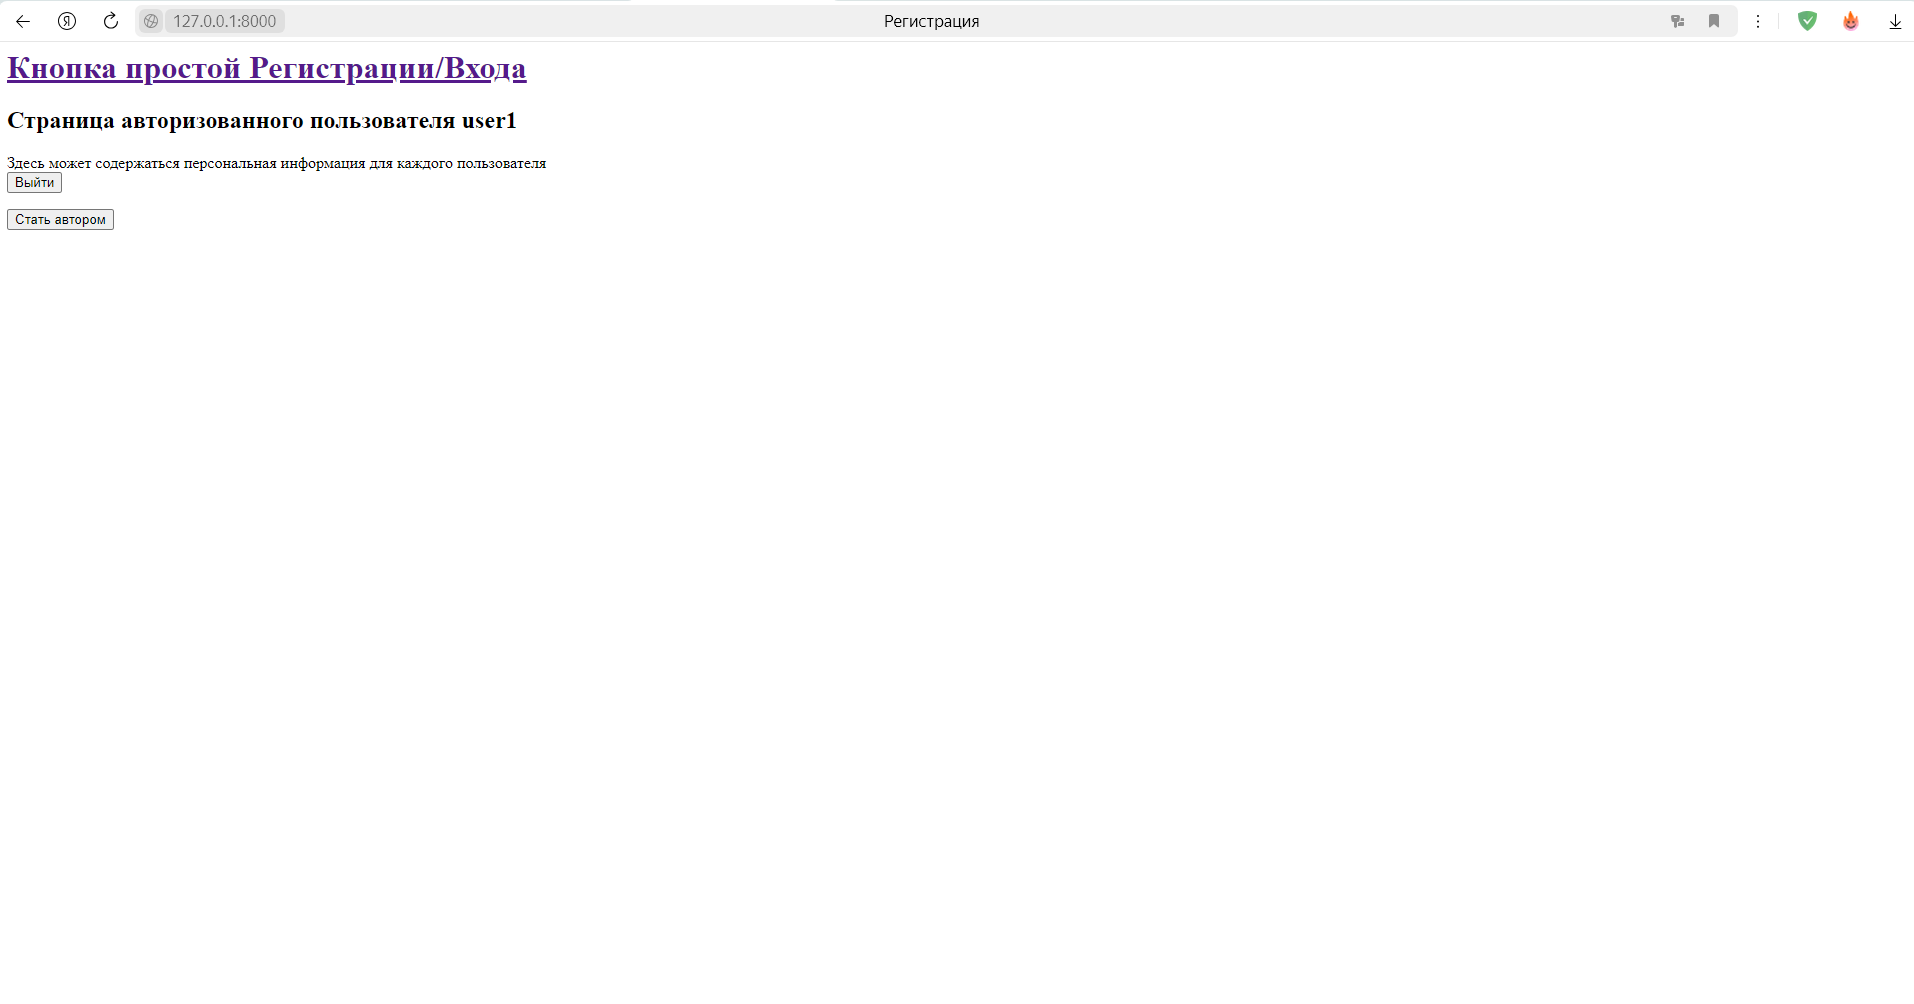 127.0.0.1:8000 Регистрация
Кнопка простой Регистрации/Входа
Страница авторизованного пользователя user1
Здесь может содержаться персональная информация для каждого пользователя
Выйти
Стать автором